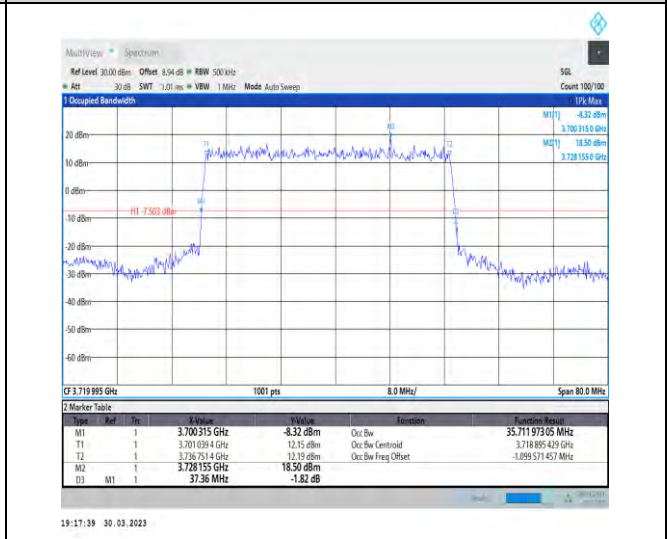 MultiView Spectrum
Ref Level 30.00 dBm Offset 8.94 dB RBW 500 kHz SGL
Att 30 dB SWT 1.01 ms VBW 1 MHz Mode Auto Sweep Count 100/100
1 Occupied Bandwidth 1Pk Max
M1[1] -8.32 dBm
3.700 315 0 GHz
M2[1] 18.50 dBm
3.728 155 0 GHz
20 dBm
M2
T1
T2
10 dBm
0 dBm
M1
H1 -7.503 dBm
D3
-10 dBm
-20 dBm
-30 dBm
-40 dBm
-50 dBm
-60 dBm
CF 3.719 995 GHz 1001 pts 8.0 MHz/ Span 80.0 MHz
2 Marker Table
Type Ref Trc X-Value Y-Value Function Function Result
M1 1 3.700315 GHz -8.32 dBm Occ Bw 35.711 973 05 MHz
T1 1 3.701 039 4 GHz 12.15 dBm Occ Bw Centroid 3.718 895 429 GHz
T2 1 3.736 751 4 GHz 12.19 dBm Occ Bw Freq Offset -1.099 571 457 MHz
M2 1 3.728155 GHz 18.50 dBm
D3 M1 1 37.36 MHz -1.82 dB
19:17:39 30.03.2023